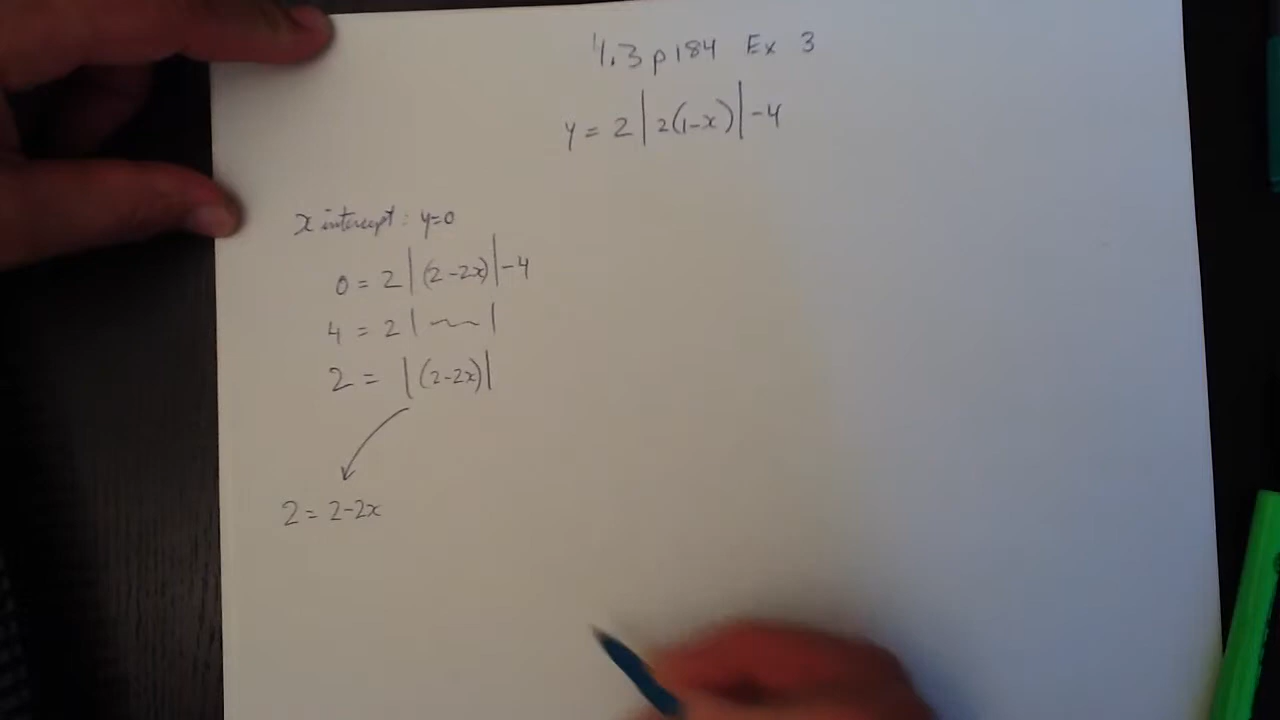 4.3 p184 Ex 3
y = 2|2(1-x)|-4
x intercept: y=0
0 = 2|(2-2x)|-4
4 = 2|~~|
2 = |(2-2x)|
2 = 2-2x